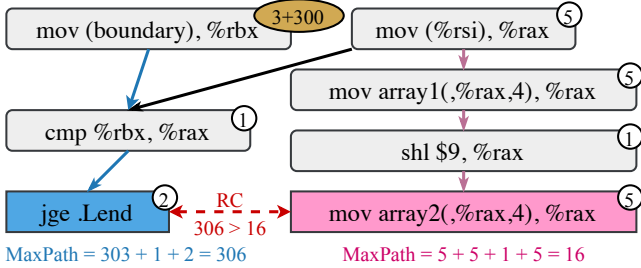 mov (boundary), %rbx
3+300
mov (%rsi), %rax
5
mov array1(,%rax,4), %rax
5
cmp %rbx, %rax
1
shl $9, %rax
1
jge .Lend
2
RC
306 > 16
mov array2(,%rax,4), %rax
5
MaxPath = 303 + 1 + 2 = 306
MaxPath = 5 + 5 + 1 + 5 = 16